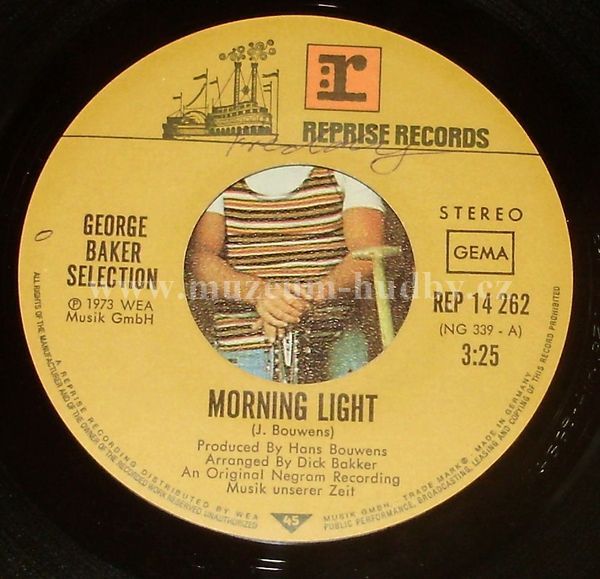 r
REPRISE RECORDS
GEORGE
BAKER
SELECTION
℗ 1973 WEA
Musik GmbH
STEREO
GEMA
REP 14 262
(NG 339 - A)
3:25
www.muzeum-hudby.cz
MORNING LIGHT
(J. Bouwens)
Produced By Hans Bouwens
Arranged By Dick Bakker
An Original Negram Recording
Musik unserer Zeit
45
ALL RIGHTS OF THE MANUFACTURER AND OF THE OWNER OF THE RECORDED WORK RESERVED
UNAUTHORIZED PUBLIC PERFORMANCE, BROADCASTING, LEASING AND COPYING OF THIS RECORD PROHIBITED
A REPRISE RECORDING DISTRIBUTED BY WEA MUSIK GMBH. TRADE MARK® MADE IN GERMANY